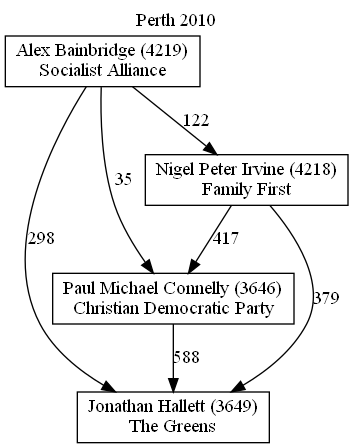 Perth 2010
Alex Bainbridge (4219)
Socialist Alliance
122
Nigel Peter Irvine (4218)
Family First
35
298
417
379
Paul Michael Connelly (3646)
Christian Democratic Party
588
Jonathan Hallett (3649)
The Greens